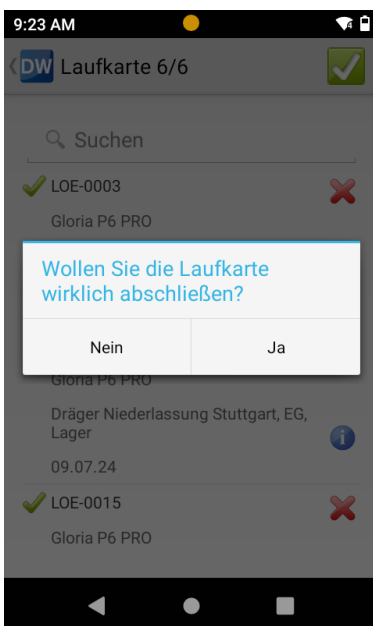 9:23 AM
DW Laufkarte 6/6
Suchen
LOE-0003
Gloria P6 PRO
Wollen Sie die Laufkarte
wirklich abschließen?
Nein Ja
Gloria P6 PRO
Dräger Niederlassung Stuttgart, EG,
Lager
09.07.24
LOE-0015
Gloria P6 PRO